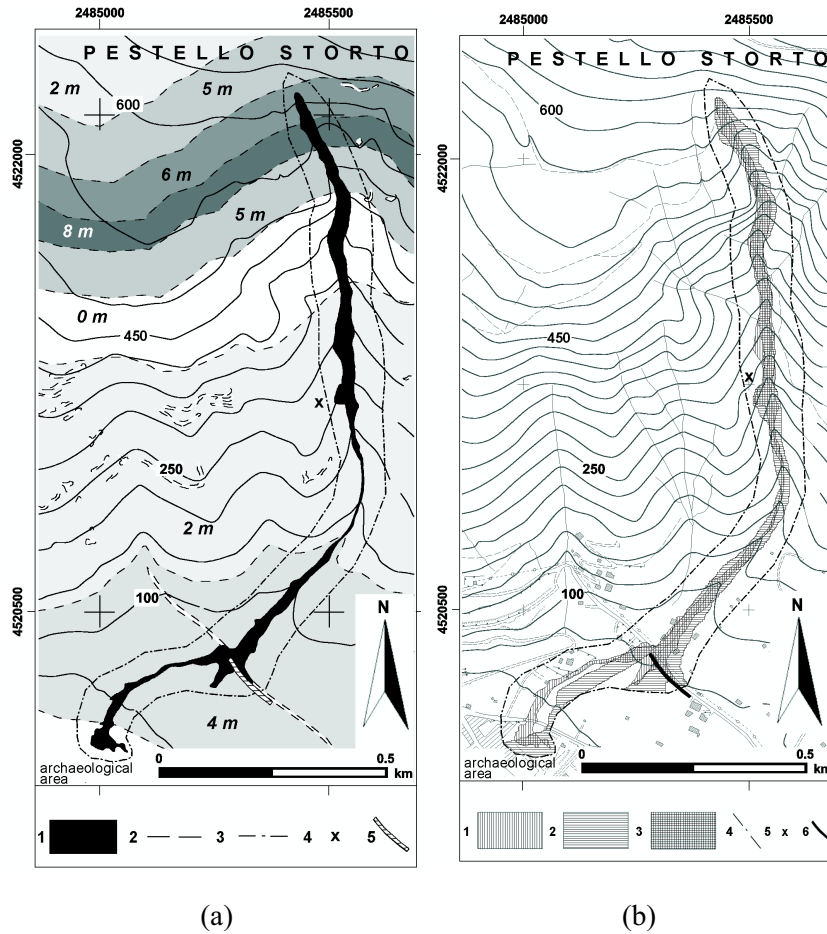 2485000 2485500
PESTELLO STORTO
2 m
5 m
600
4522000
6 m
5 m
8 m
0 m
450
x
250
2 m
4520500
100
N
4 m
archaeological
area
0 0.5
km
1 2 3 4 x 5
(a)
2485000 2485500
PESTELLO STORTO
600
4522000
450
x
250
4520500
100
N
archaeological
area
0 0.5
km
1 2 3 4 5 x 6
(b)